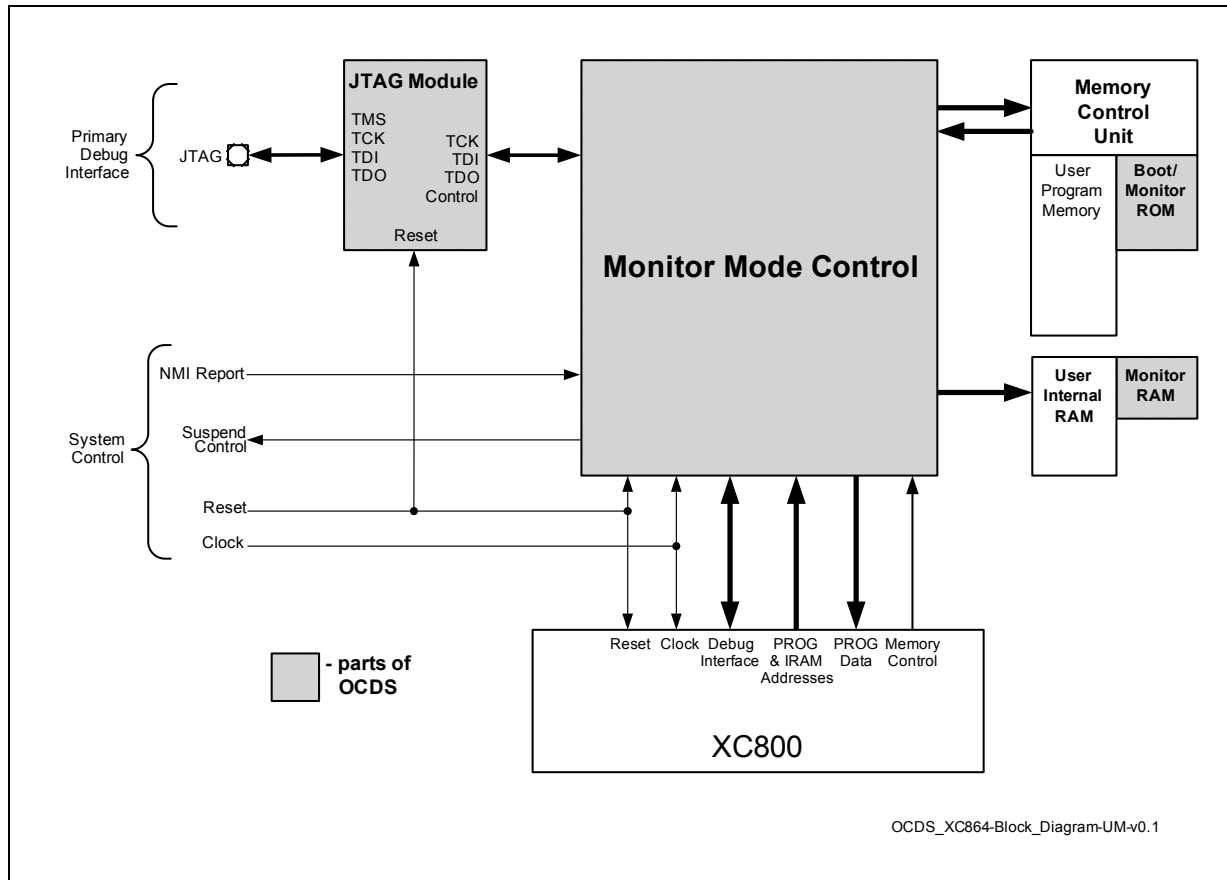 JTAG Module
TMS
TCK
TDI
TDO
TCK
TDI
TDO
Control
Reset
Primary
Debug
Interface
JTAG
Monitor Mode Control
Memory
Control
Unit
User
Program
Memory
Boot/
Monitor
ROM
User
Internal
RAM
Monitor
RAM
System
Control
NMI Report
Suspend
Control
Reset
Clock
Reset
Clock
Debug
Interface
PROG
& IRAM
Addresses
PROG
Data
Memory
Control
XC800
- parts of
OCDS
OCDS_XC864-Block_Diagram-UM-v0.1